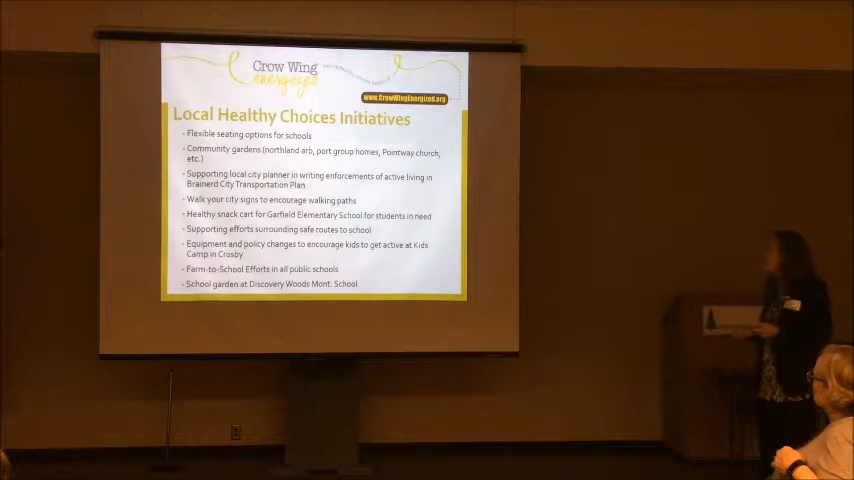 Crow Wing
energized
www.CrowWingEnergized.org
Local Healthy Choices Initiatives
• Flexible seating options for schools
• Community gardens (northland arb, port group homes, Pointway church,
etc.)
• Supporting local city planner in writing enforcements of active living in
Brainerd City Transportation Plan
• Walk your city signs to encourage walking paths
• Healthy snack cart for Garfield Elementary School for students in need
• Supporting efforts surrounding safe routes to school
• Equipment and policy changes to encourage kids to get active at Kids
Camp in Crosby
• Farm-to-School Efforts in all public schools
• School garden at Discovery Woods Mont. School